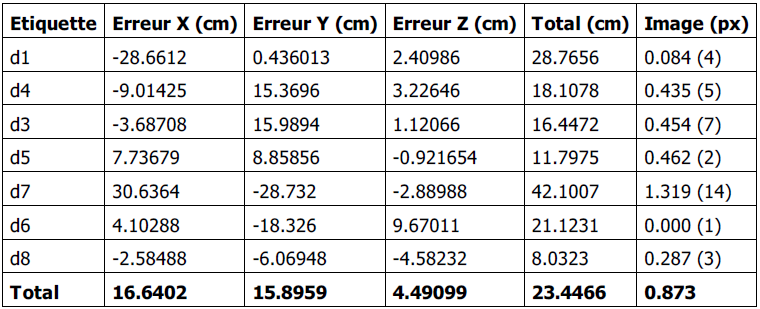 Etiquette Erreur X (cm) Erreur Y (cm) Erreur Z (cm) Total (cm) Image (px)
d1 -28.6612 0.436013 2.40986 28.7656 0.084 (4)
d4 -9.01425 15.3696 3.22646 18.1078 0.435 (5)
d3 -3.68708 15.9894 1.12066 16.4472 0.454 (7)
d5 7.73679 8.85856 -0.921654 11.7975 0.462 (2)
d7 30.6364 -28.732 -2.88988 42.1007 1.319 (14)
d6 4.10288 -18.326 9.67011 21.1231 0.000 (1)
d8 -2.58488 -6.06948 -4.58232 8.0323 0.287 (3)
Total 16.6402 15.8959 4.49099 23.4466 0.873